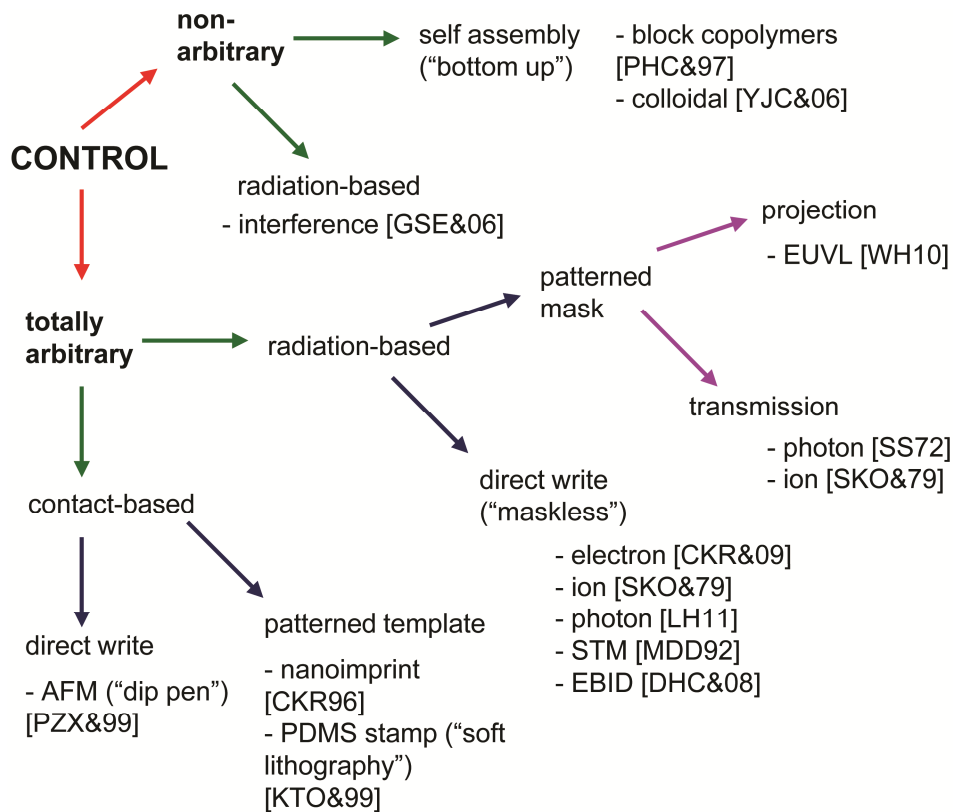 non-
arbitrary
self assembly
(“bottom up”)
- block copolymers
[PHC&97]
- colloidal [YJC&06]
CONTROL
radiation-based
- interference [GSE&06]
projection
- EUVL [WH10]
patterned
mask
totally
arbitrary
radiation-based
transmission
- photon [SS72]
- ion [SKO&79]
contact-based
direct write
(“maskless”)
- electron [CKR&09]
- ion [SKO&79]
- photon [LH11]
- STM [MDD92]
- EBID [DHC&08]
direct write
- AFM (“dip pen”)
[PZX&99]
patterned template
- nanoimprint
[CKR96]
- PDMS stamp (“soft
lithography”)
[KTO&99]